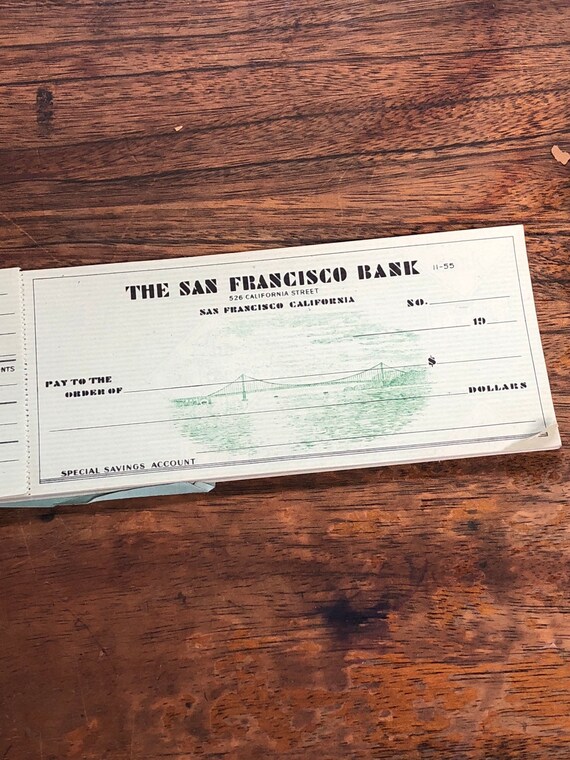 THE SAN FRANCISCO BANK 11-55
526 CALIFORNIA STREET
SAN FRANCISCO CALIFORNIA NO.
19
PAY TO THE
ORDER OF $
DOLLARS
SPECIAL SAVINGS ACCOUNT